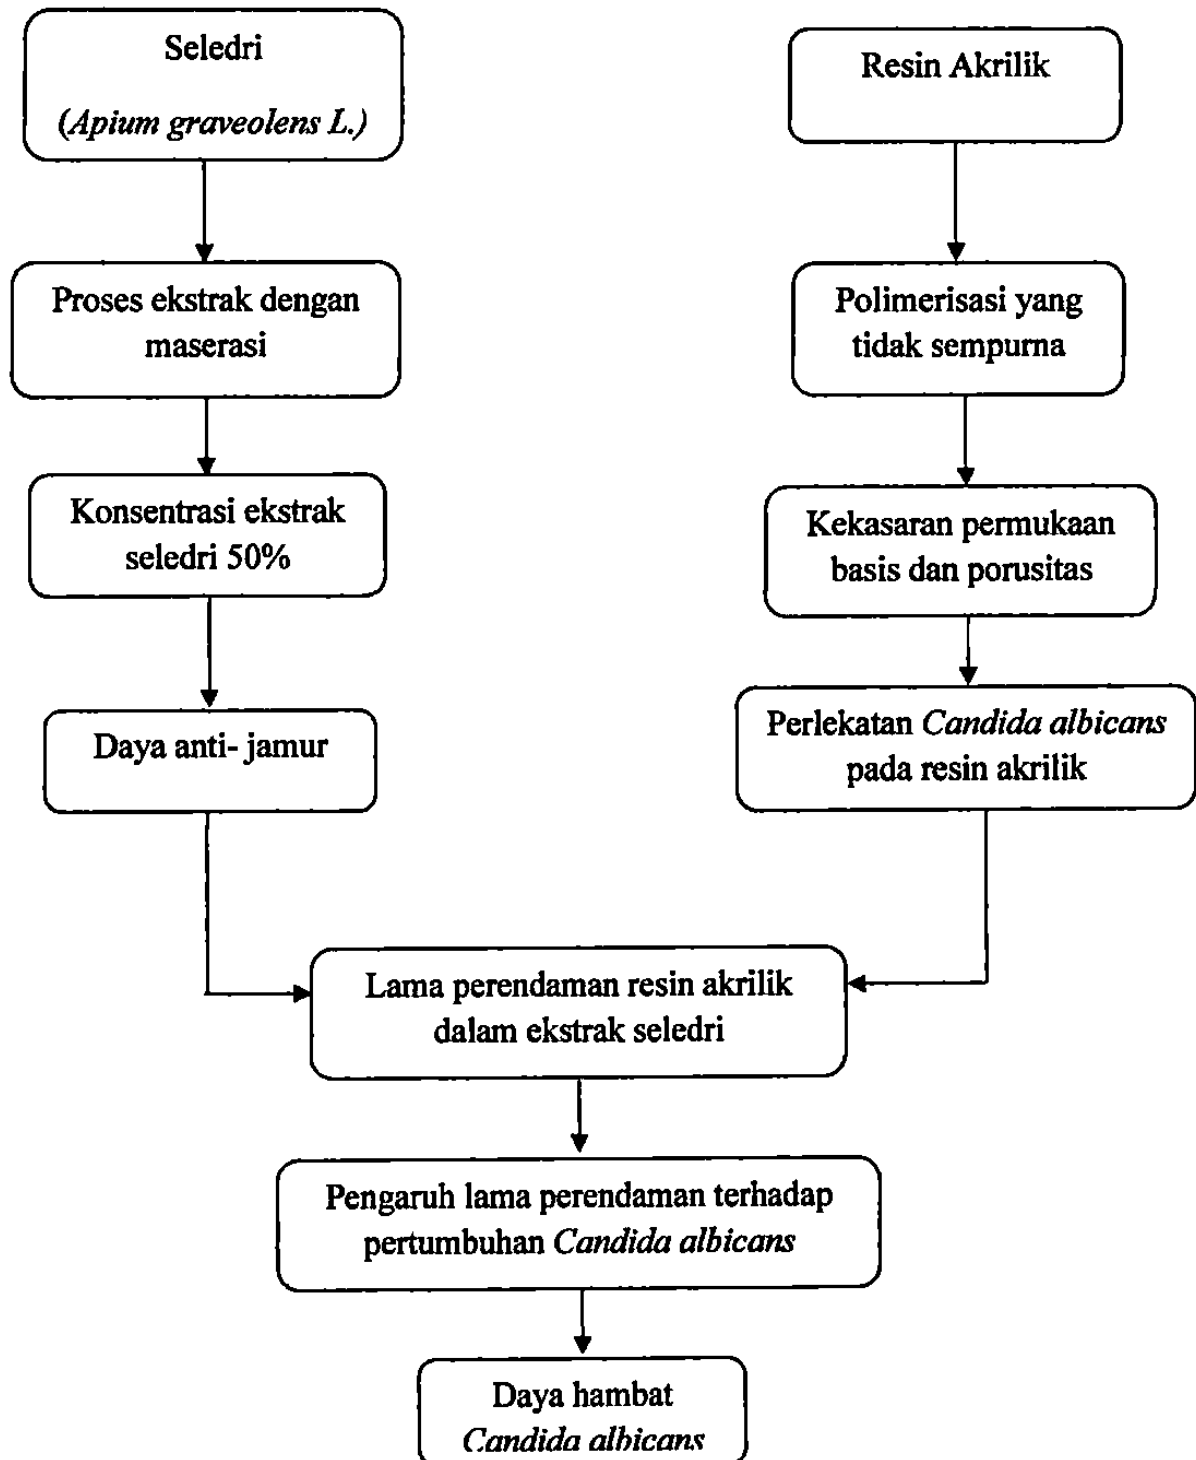 Seledri
(Apium graveolens L.)
Resin Akrilik
Proses ekstrak dengan
maserasi
Polimerisasi yang
tidak sempurna
Konsentrasi ekstrak
seledri 50%
Kekasaran permukaan
basis dan porusitas
Daya anti- jamur
Perlekatan Candida albicans
pada resin akrilik
Lama perendaman resin akrilik
dalam ekstrak seledri
Pengaruh lama perendaman terhadap
pertumbuhan Candida albicans
Daya hambat
Candida albicans